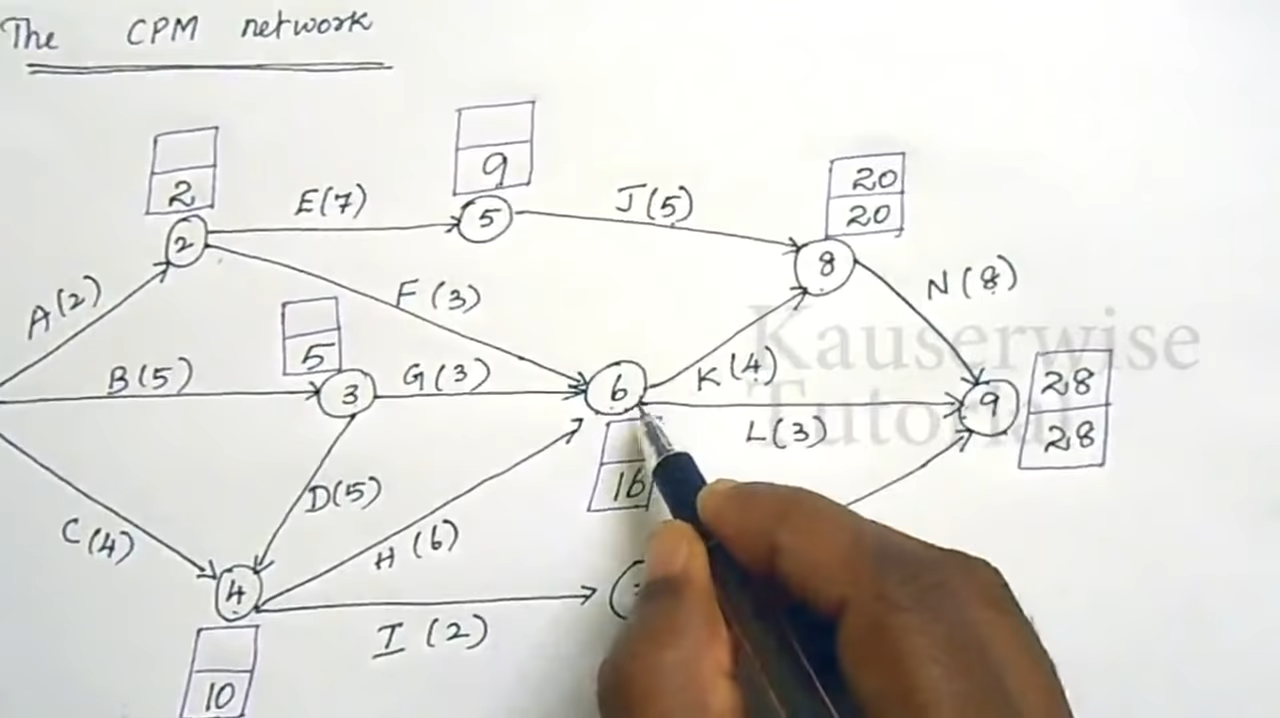 The CPM network
2
9
20
20
E(7)
J(5)
2
5
8
A(2)
F(3)
N(8)
5
Kauserwise
B(5)
3
G(3)
6
K(4)
9
28
28
L(3)
Tutorial
16
D(5)
C(4)
H(6)
4
I(2)
10